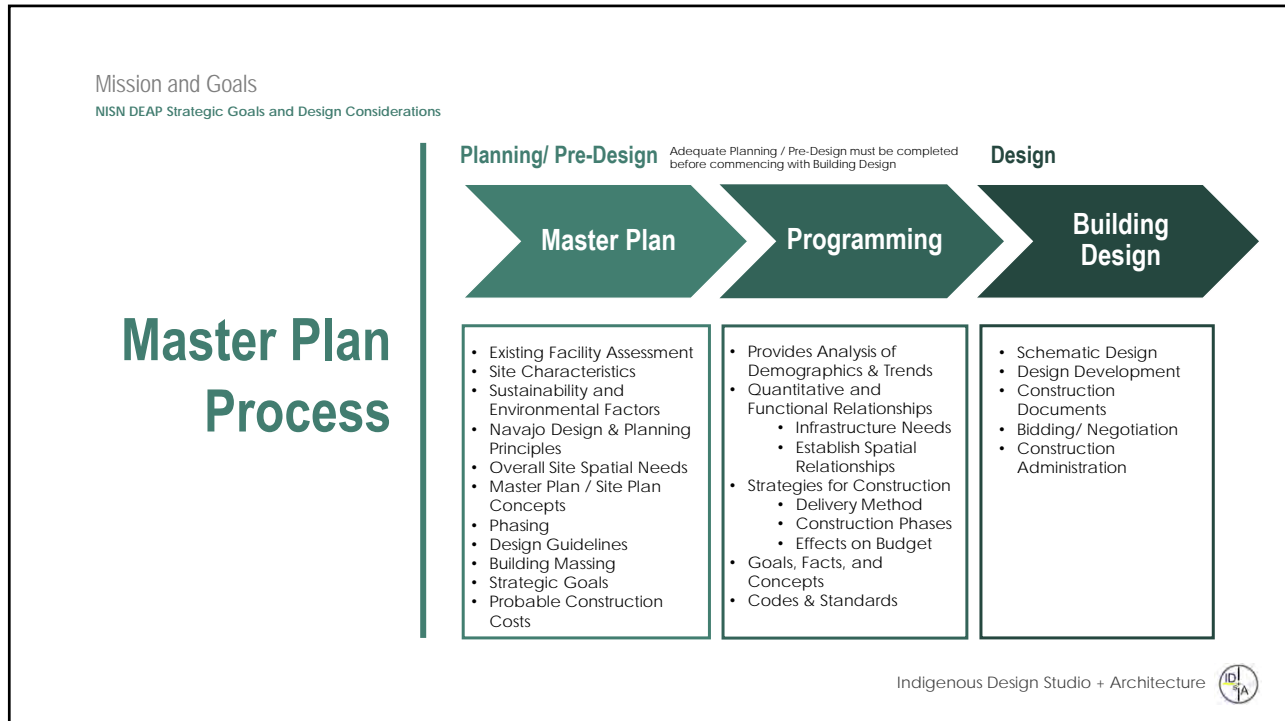 Mission and Goals
NISN DEAP Strategic Goals and Design Considerations
Master Plan
Process
Planning/ Pre-Design
Adequate Planning / Pre-Design must be completed
before commencing with Building Design
Design
Master Plan
Programming
Building
Design
• Existing Facility Assessment
• Site Characteristics
• Sustainability and
Environmental Factors
• Navajo Design & Planning
Principles
• Overall Site Spatial Needs
• Master Plan / Site Plan
Concepts
• Phasing
• Design Guidelines
• Building Massing
• Strategic Goals
• Probable Construction
Costs
• Provides Analysis of
Demographics & Trends
• Quantitative and
Functional Relationships
• Infrastructure Needs
• Establish Spatial
Relationships
• Strategies for Construction
• Delivery Method
• Construction Phases
• Effects on Budget
• Goals, Facts, and
Concepts
• Codes & Standards
• Schematic Design
• Design Development
• Construction
Documents
• Bidding/ Negotiation
• Construction
Administration
Indigenous Design Studio + Architecture
ID
S+A